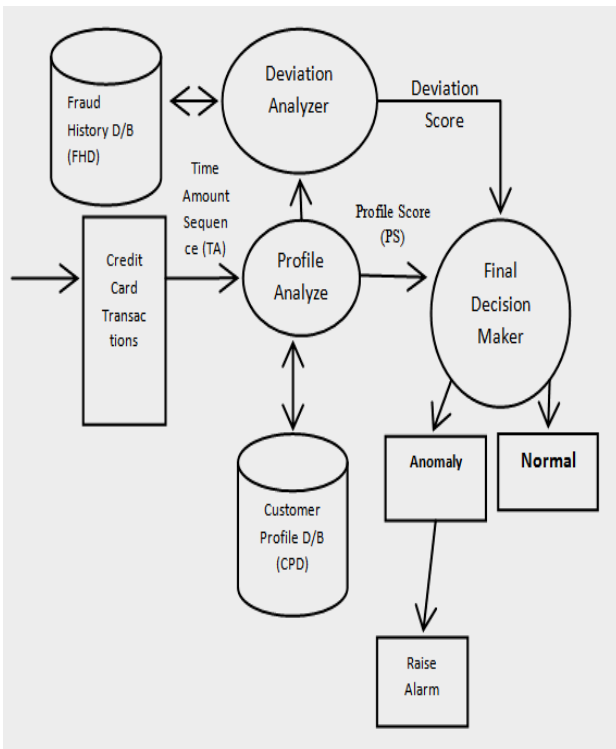 Fraud
History D/B
(FHD)
Deviation
Analyzer
Deviation
Score
Time
Amount
Sequen
ce (TA)
Credit
Card
Transac
tions
Profile
Analyze
Profile Score
(PS)
Final
Decision
Maker
Customer
Profile D/B
(CPD)
Anomaly
Normal
Raise
Alarm